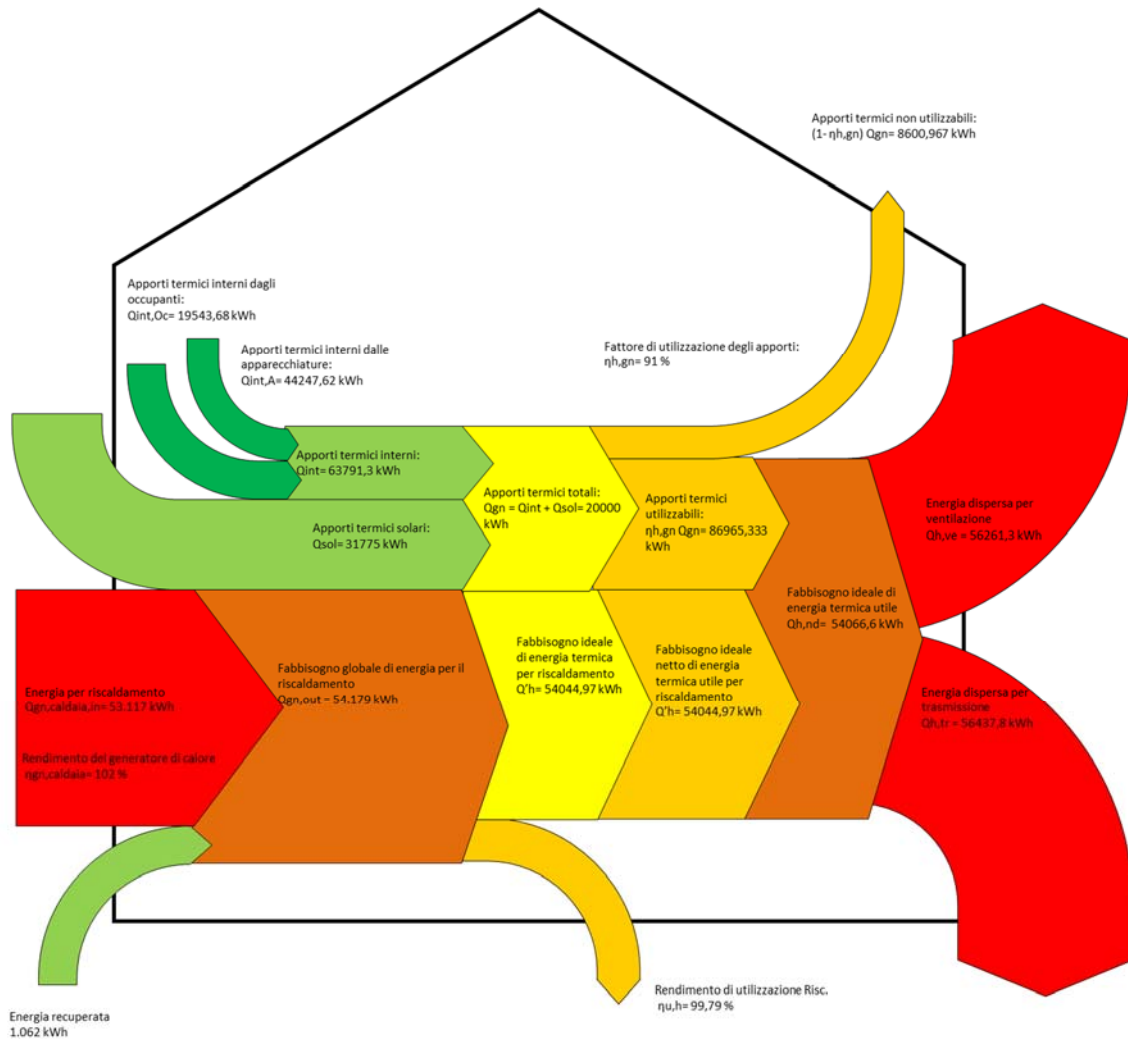 Apporti termici non utilizzabili:
(1- ηh,gn) Qgn= 8600,967 kWh
Apporti termici interni dagli
occupanti:
Qint,Oc= 19543,68 kWh
Apporti termici interni dalle
apparecchiature:
Qint,A= 44247,62 kWh
Fattore di utilizzazione degli apporti:
ηh,gn= 91 %
Apporti termici interni:
Qint= 63791,3 kWh
Apporti termici solari:
Qsol= 31775 kWh
Apporti termici totali:
Qgn = Qint + Qsol= 20000
kWh
Apporti termici
utilizzabili:
ηh,gn Qgn= 86965,333
kWh
Energia dispersa per
ventilazione
Qh,ve = 56261,3 kWh
Fabbisogno ideale di
energia termica utile
Qh,nd= 54066,6 kWh
Energia per riscaldamento
Qgn,caldaia,in= 53.117 kWh
Rendimento del generatore di calore
ηgn,caldaia= 102 %
Fabbisogno globale di energia per il
riscaldamento
Qgn,out = 54.179 kWh
Fabbisogno ideale
di energia termica
per riscaldamento
Q'h= 54044,97 kWh
Fabbisogno ideale
netto di energia
termica utile per
riscaldamento
Q'h= 54044,97 kWh
Energia dispersa per
trasmissione
Qh,tr = 56437,8 kWh
Rendimento di utilizzazione Risc.
ηu,h= 99,79 %
Energia recuperata
1.062 kWh